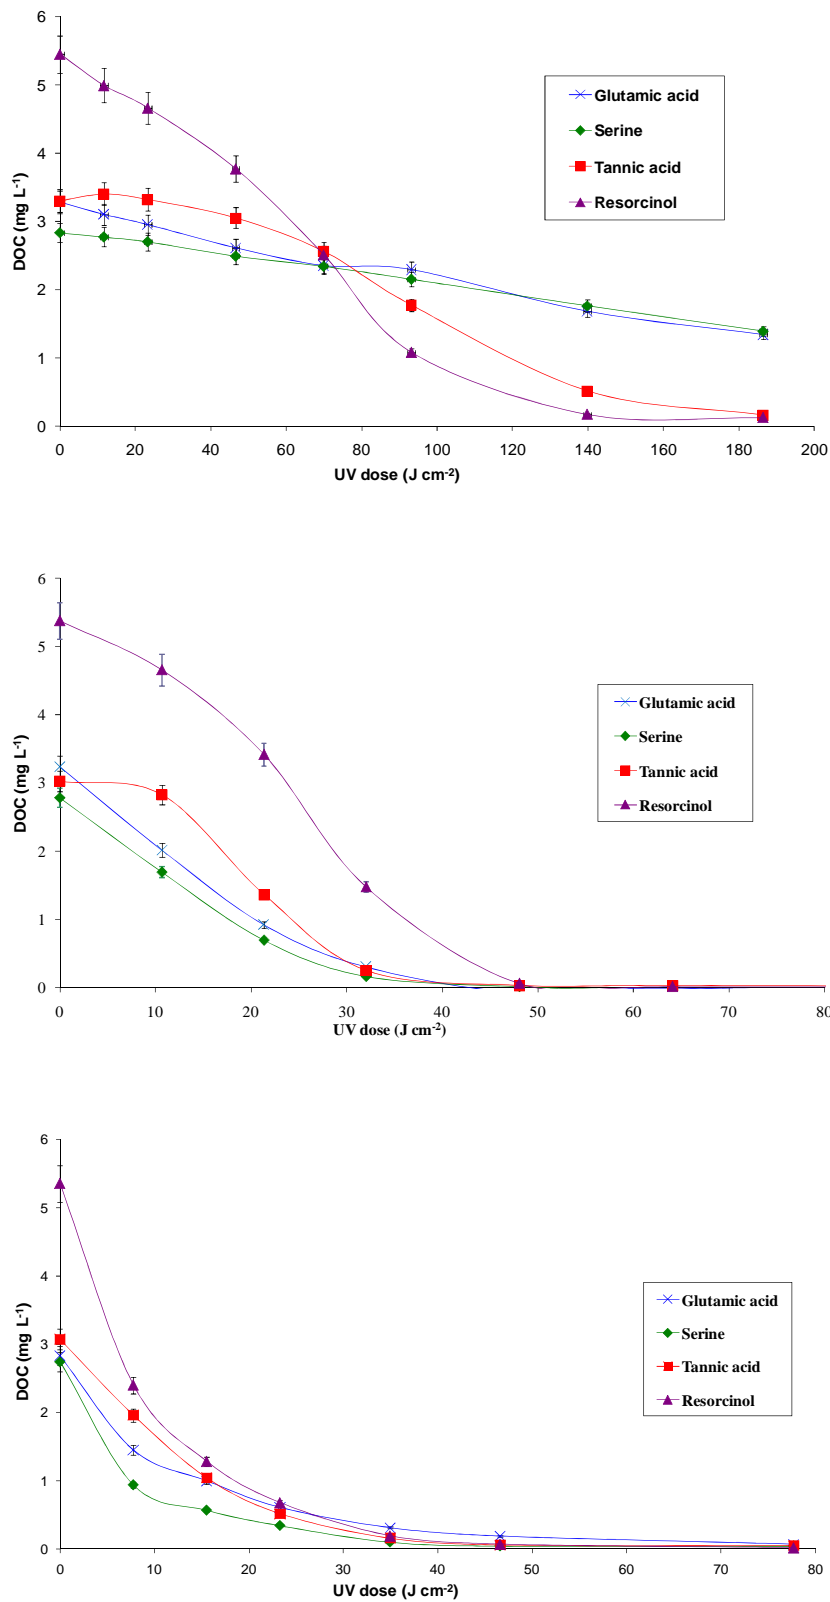 6
5
4
3
2
1
0
DOC (mg L-1)
Glutamic acid
Serine
Tannic acid
Resorcinol
0 20 40 60 80 100 120 140 160 180 200
UV dose (J cm-2)
6
5
4
3
2
1
0
DOC (mg L-1)
Glutamic acid
Serine
Tannic acid
Resorcinol
0 10 20 30 40 50 60 70 80
UV dose (J cm-2)
6
5
4
3
2
1
0
DOC (mg L-1)
Glutamic acid
Serine
Tannic acid
Resorcinol
0 10 20 30 40 50 60 70 80
UV dose (J cm-2)